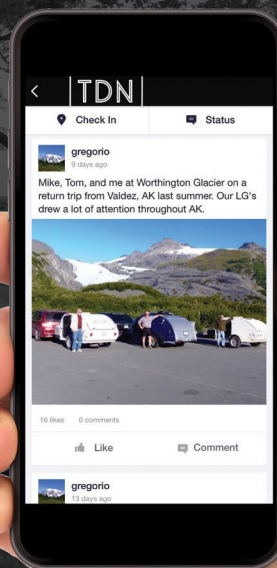 TDN
Check In
Status
gregorio
9 days ago
Mike, Tom, and me at Worthington Glacier on a
return trip from Valdez, AK last summer. Our LG's
drew a lot of attention throughout AK.
16 likes 0 comments
Like
Comment
gregorio
13 days ago